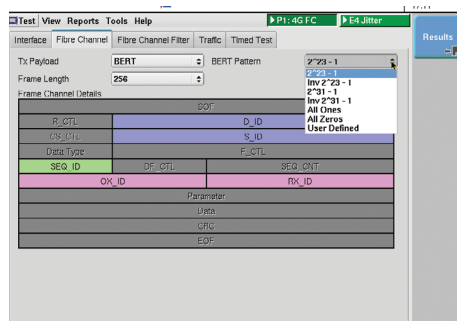 Test View Reports Tools Help P1: 4G FC E4 Jitter
Interface Fibre Channel Fibre Channel Filter Traffic Timed Test Results
Tx Payload BERT BERT Pattern 2^23 - 1
Frame Length 256
2^23 - 1
Inv 2^23 - 1
2^31 - 1
Inv 2^31 - 1
All Ones
All Zeros
User Defined
Frame Channel Details
SOF
R_CTL D_ID
CS_CTL S_ID
Data Type F_CTL
SEQ_ID DF_CTL SEQ_CNT
OX_ID RX_ID
Parameter
Data
CRC
EOF